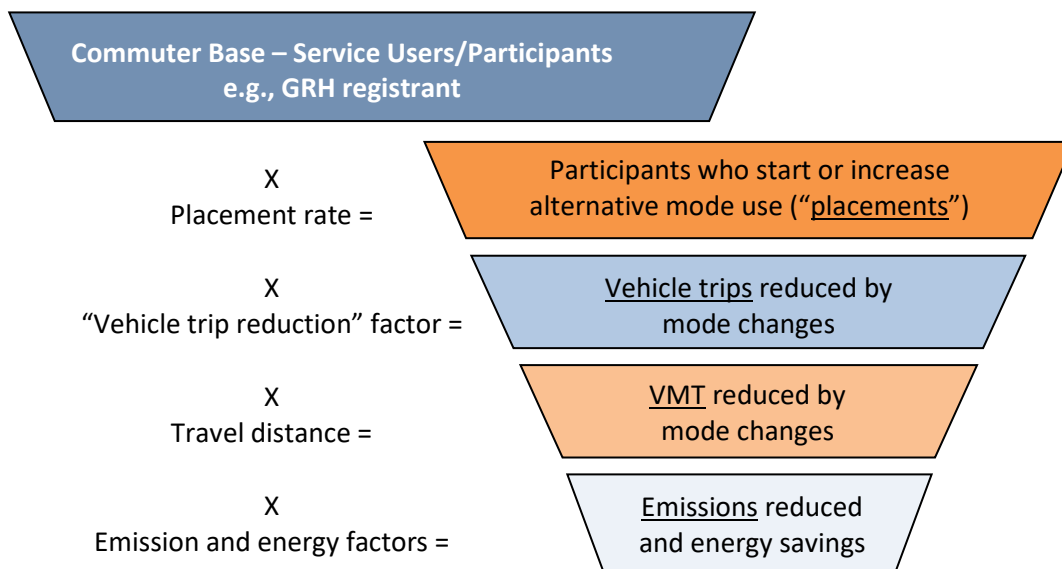 Commuter Base – Service Users/Participants
e.g., GRH registrant
X
Placement rate =
Participants who start or increase
alternative mode use (“placements”)
X
“Vehicle trip reduction” factor =
Vehicle trips reduced by
mode changes
X
Travel distance =
VMT reduced by
mode changes
X
Emission and energy factors =
Emissions reduced
and energy savings